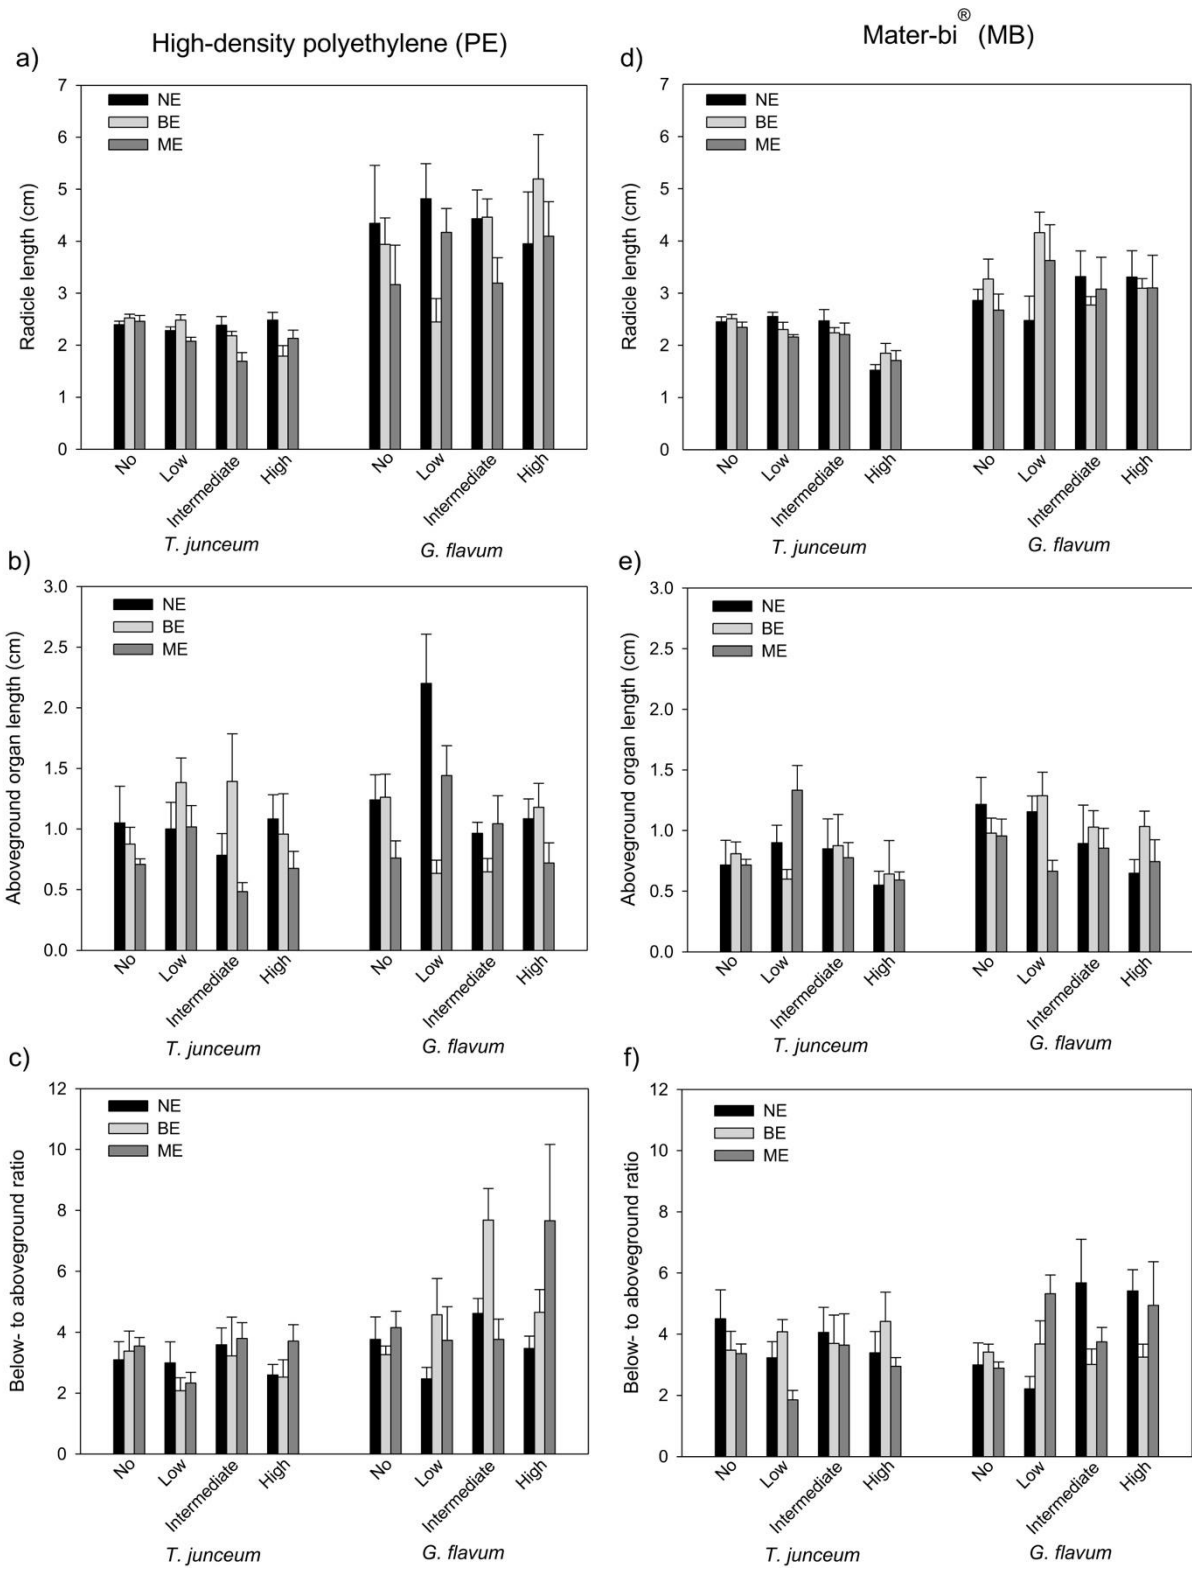 High-density polyethylene (PE)
a)
7
6
5
4
3
2
1
0
Radicle length (cm)
NE
BE
ME
No
Low
Intermediate
High
No
Low
Intermediate
High
T. junceum
G. flavum
b)
3.0
2.5
2.0
1.5
1.0
0.5
0.0
Aboveground organ length (cm)
NE
BE
ME
No
Low
Intermediate
High
No
Low
Intermediate
High
T. junceum
G. flavum
c)
12
10
8
6
4
2
0
Below- to aboveground ratio
NE
BE
ME
No
Low
Intermediate
High
No
Low
Intermediate
High
T. junceum
G. flavum
Mater-bi® (MB)
d)
7
6
5
4
3
2
1
0
Radicle length (cm)
NE
BE
ME
No
Low
Intermediate
High
No
Low
Intermediate
High
T. junceum
G. flavum
e)
3.0
2.5
2.0
1.5
1.0
0.5
0.0
Aboveground organ length (cm)
NE
BE
ME
No
Low
Intermediate
High
No
Low
Intermediate
High
T. junceum
G. flavum
f)
12
10
8
6
4
2
0
Below- to aboveground ratio
NE
BE
ME
No
Low
Intermediate
High
No
Low
Intermediate
High
T. junceum
G. flavum